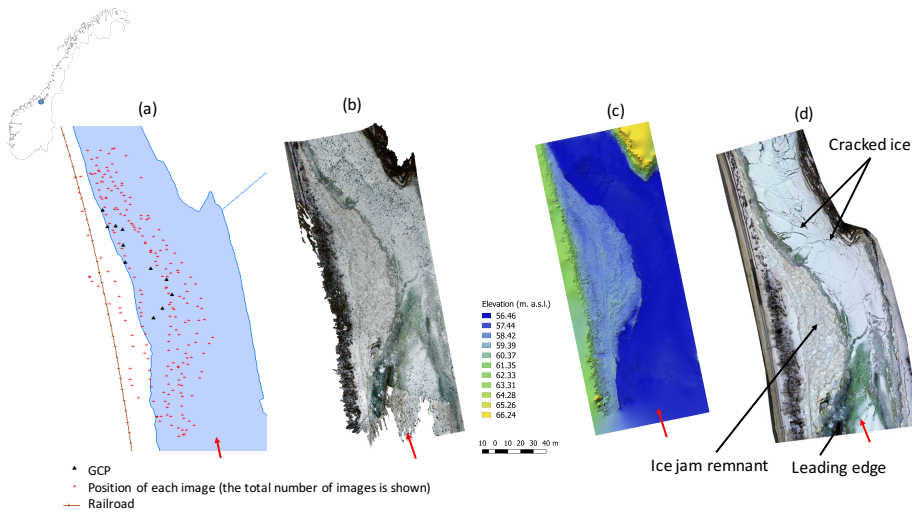 (a)
(b)
(c)
(d)
Cracked ice
Elevation (m. a.s.l.)
56.46
57.44
58.42
59.39
60.37
61.35
62.33
63.31
64.28
65.26
66.24
10 0 10 20 30 40 m
Ice jam remnant
Leading edge
GCP
Position of each image (the total number of images is shown)
Railroad